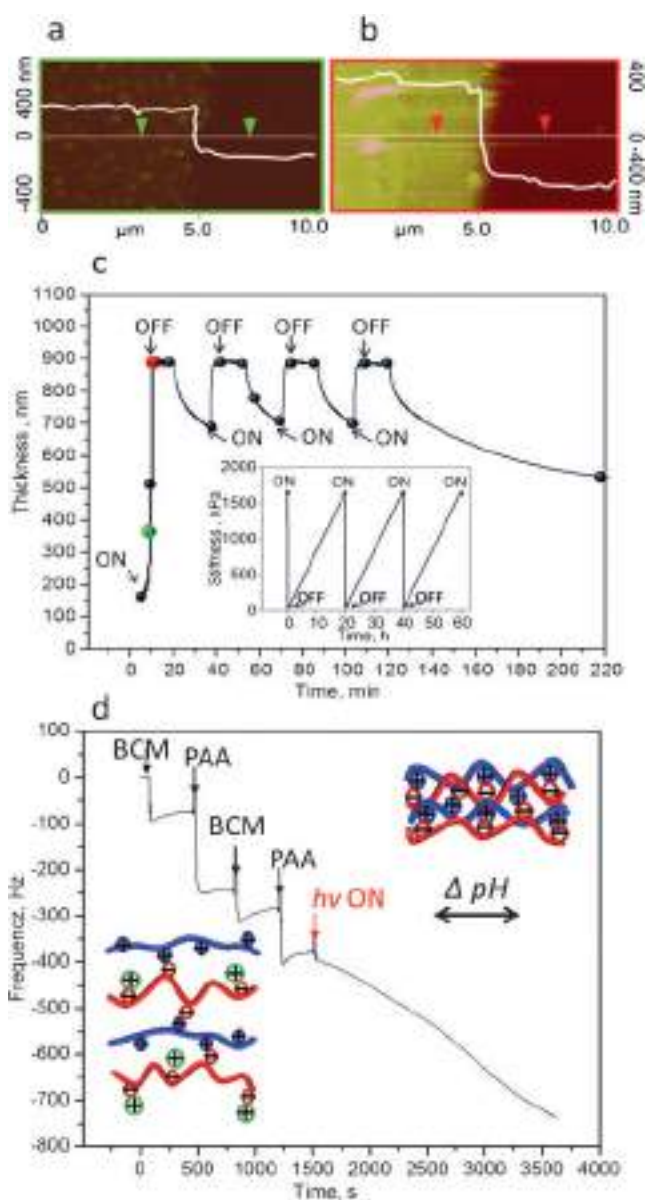 a
b
400 nm
0
-400
400
0
-400 nm
0 μm 5.0 10.0
0 μm 5.0 10.0
c
1100
1000
900
800
700
600
500
400
300
200
100
0
Thickness, nm
OFF OFF OFF OFF
ON ON ON
ON
2000
1500
1000
500
0
Stiffness, kPa
ON ON ON ON
OFF OFF OFF
0 10 20 30 40 50 60
Time, h
0 20 40 60 80 100 120 140 160 180 200 220
Time, min
d
100
0
-100
-200
-300
-400
-500
-600
-700
-800
Frequency, Hz
BCM
PAA
BCM
PAA
hν ON
Δ pH
0 500 1000 1500 2000 2500 3000 3500 4000
Time, s